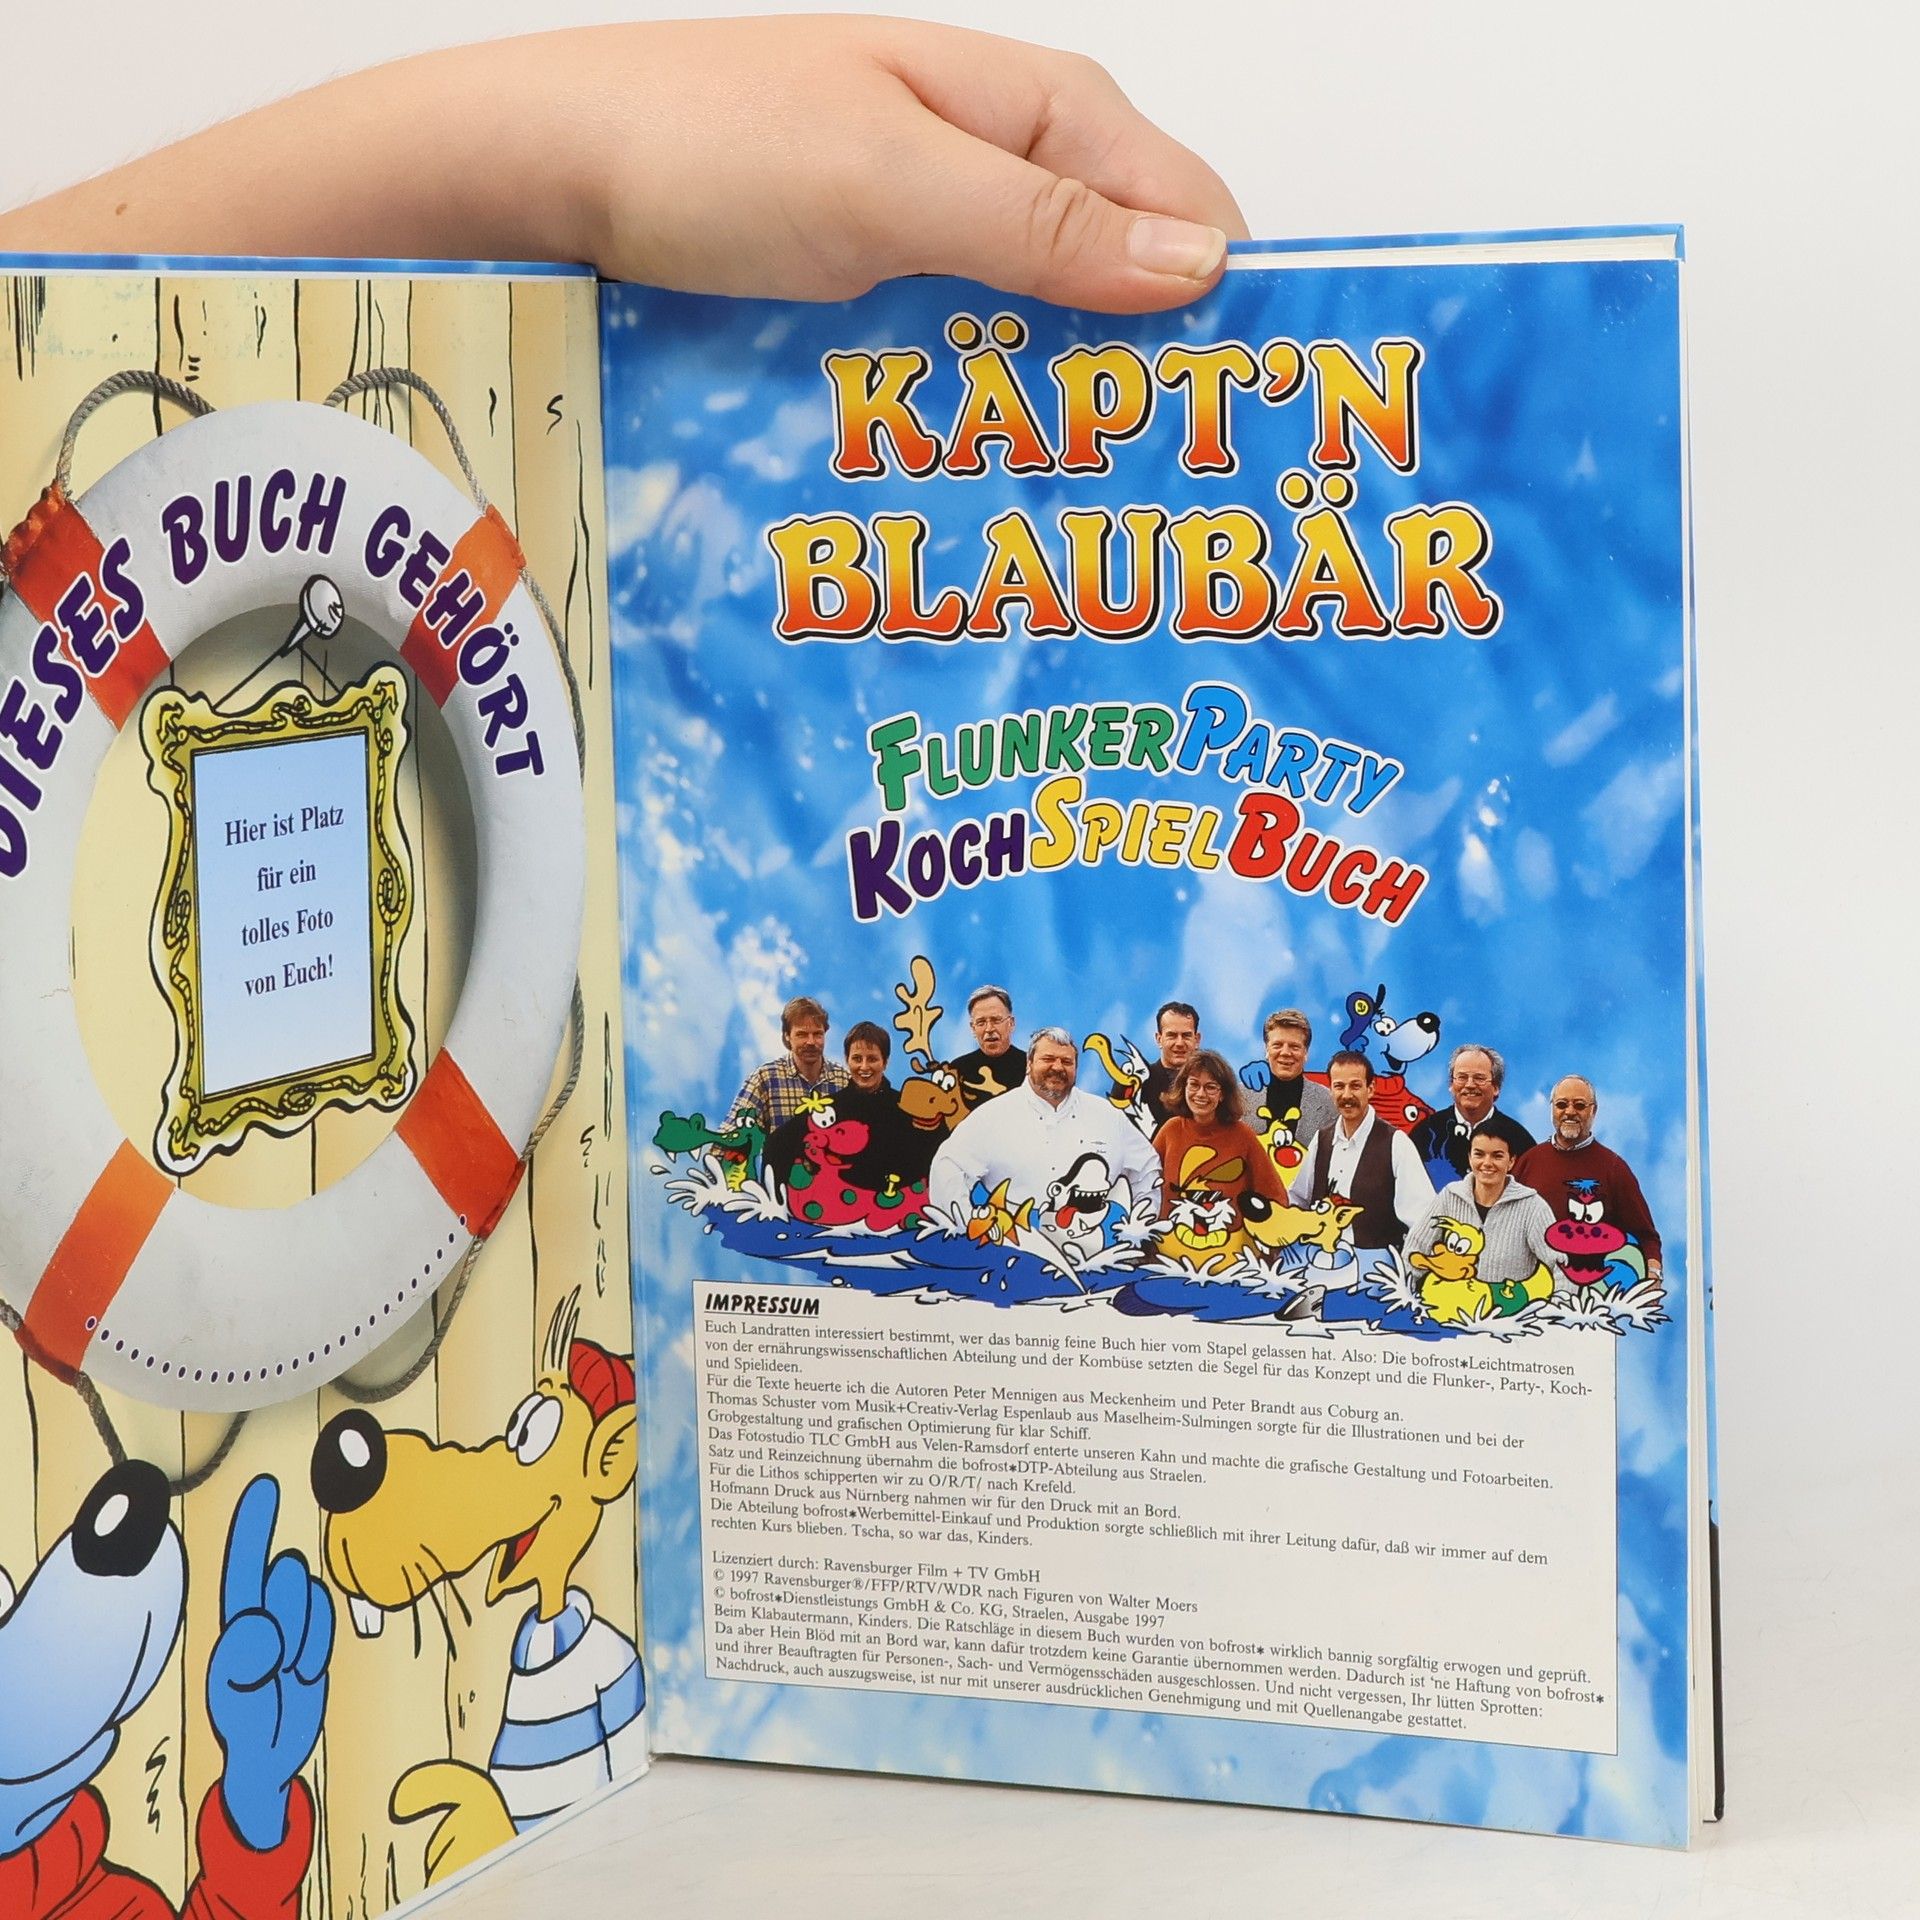 DIESES BUCH GEHÖRT
Hier ist Platz
für ein
tolles Foto
von Euch!
KÄPT'N
BLAUBÄR
FLUNKERPARTY
KOCHSPIELBUCH
IMPRESSUM
Euch Landratten interessiert bestimmt, wer das bannig feine Buch hier vom Stapel gelassen hat. Also: Die bofrost*Leichtmatrosen
von der ernährungswissenschaftlichen Abteilung und der Kombüse setzten die Segel für das Konzept und die Flunker-, Party-, Koch-
und Spielideen.
Für die Texte heuerte ich die Autoren Peter Mennigen aus Meckenheim und Peter Brandt aus Coburg an.
Thomas Schuster vom Musik+Creativ-Verlag Espenlaub aus Maselheim-Sulmingen sorgte für die Illustrationen und bei der
Grobgestaltung und grafischen Optimierung für klar Schiff.
Das Fotostudio TLC GmbH aus Velen-Ramsdorf enterte unseren Kahn und machte die grafische Gestaltung und Fotoarbeiten.
Satz und Reinzeichnung übernahm die bofrost*DTP-Abteilung aus Straelen.
Für die Lithos schipperten wir zu O/R/T/ nach Krefeld.
Hofmann Druck aus Nürnberg nahmen wir für den Druck mit an Bord.
Die Abteilung bofrost*Werbemittel-Einkauf und Produktion sorgte schließlich mit ihrer Leitung dafür, daß wir immer auf dem
rechten Kurs blieben. Tscha, so war das, Kinders.
Lizenziert durch: Ravensburger Film + TV GmbH
© 1997 Ravensburger®/FFP/RTV/WDR nach Figuren von Walter Moers
© bofrost*Dienstleistungs GmbH & Co. KG, Straelen, Ausgabe 1997
Beim Klabautermann, Kinders. Die Ratschläge in diesem Buch wurden von bofrost* wirklich bannig sorgfältig erwogen und geprüft.
Da aber Hein Blöd mit an Bord war, kann dafür trotzdem keine Garantie übernommen werden. Dadurch ist 'ne Haftung von bofrost*
und ihrer Beauftragten für Personen-, Sach- und Vermögensschäden ausgeschlossen. Und nicht vergessen, Ihr lütten Sprotten:
Nachdruck, auch auszugsweise, ist nur mit unserer ausdrücklichen Genehmigung und mit Quellenangabe gestattet.